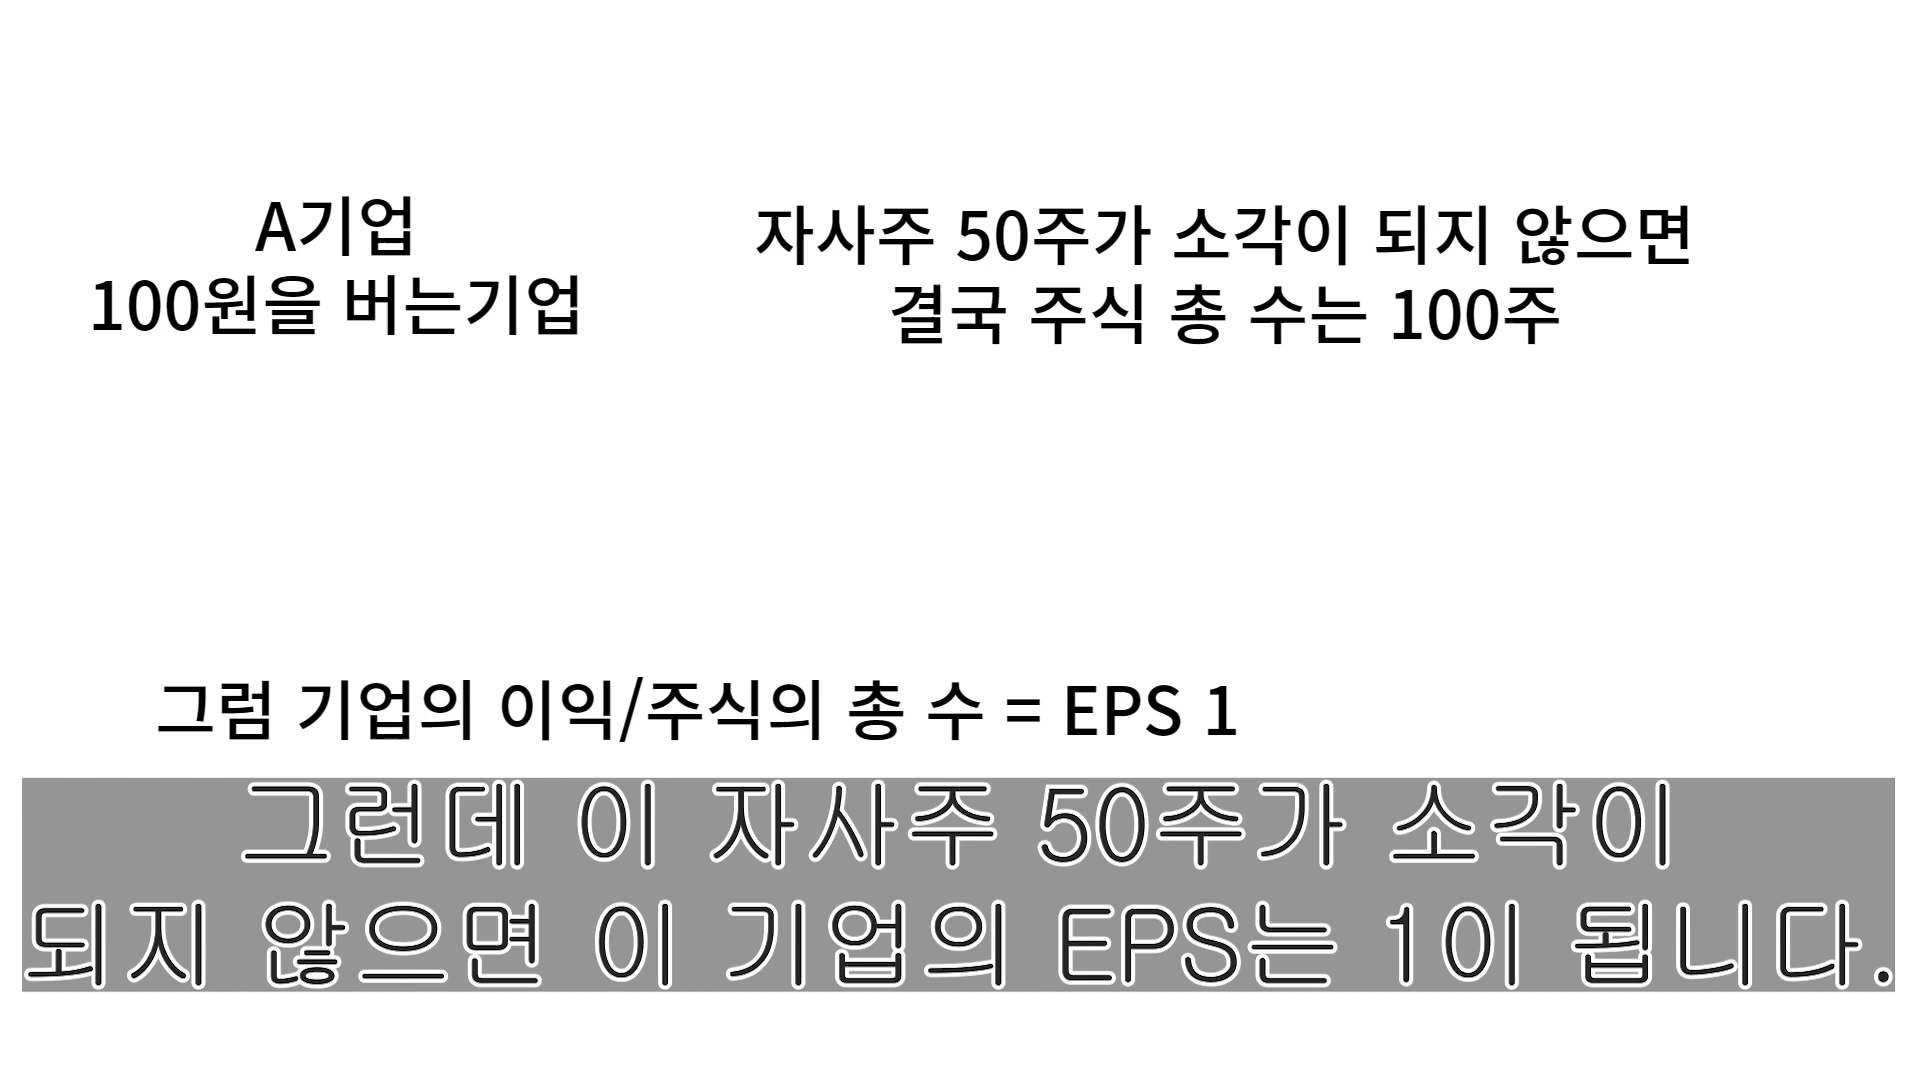 A기업
100원을 버는기업
자사주 50주가 소각이 되지 않으면
결국 주식 총 수는 100주
그럼 기업의 이익/주식의 총 수 = EPS 1
그런데 이 자사주 50주가 소각이
되지 않으면 이 기업의 EPS는 1이 됩니다.